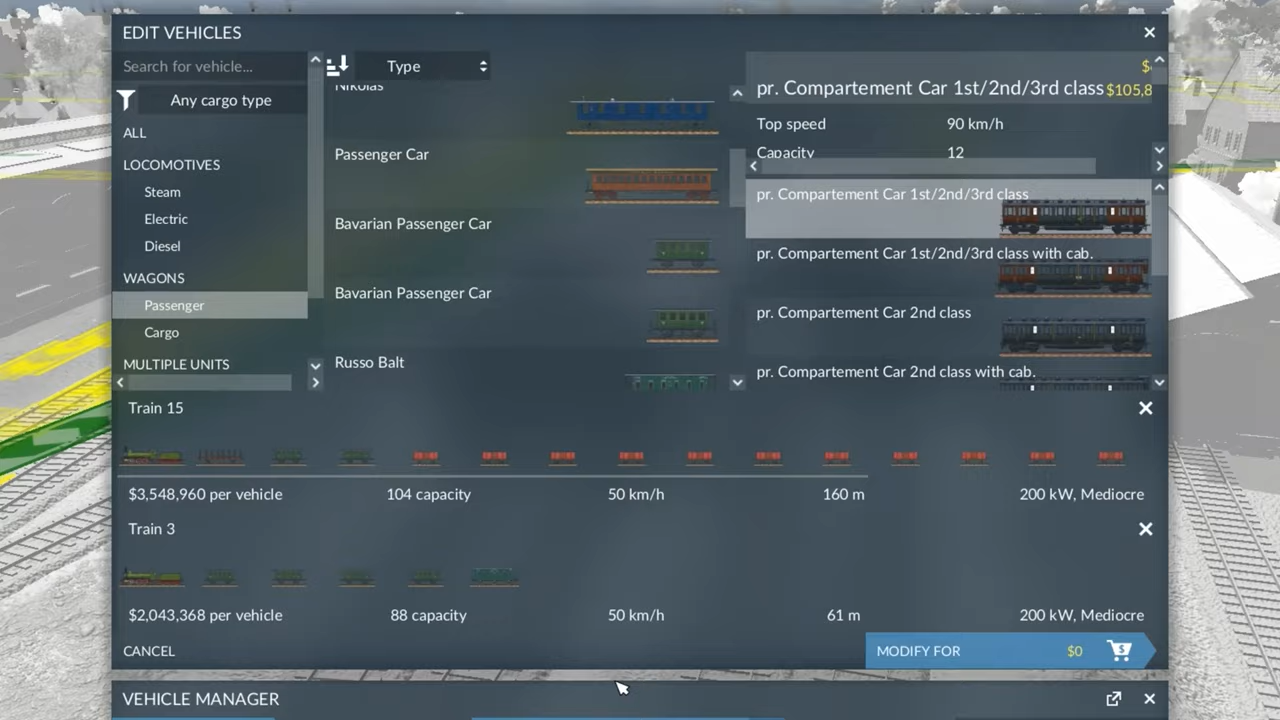 EDIT VEHICLES
Search for vehicle...
Any cargo type
ALL
LOCOMOTIVES
Steam
Electric
Diesel
WAGONS
Passenger
Cargo
MULTIPLE UNITS
Type
Nikolas
Passenger Car
Bavarian Passenger Car
Bavarian Passenger Car
Russo Balt
pr. Compartement Car 1st/2nd/3rd class $105,8
Top speed 90 km/h
Capacity 12
pr. Compartement Car 1st/2nd/3rd class
pr. Compartement Car 1st/2nd/3rd class with cab.
pr. Compartement Car 2nd class
pr. Compartement Car 2nd class with cab.
Train 15
$3,548,960 per vehicle 104 capacity 50 km/h 160 m 200 kW, Mediocre
Train 3
$2,043,368 per vehicle 88 capacity 50 km/h 61 m 200 kW, Mediocre
CANCEL
MODIFY FOR $0
VEHICLE MANAGER